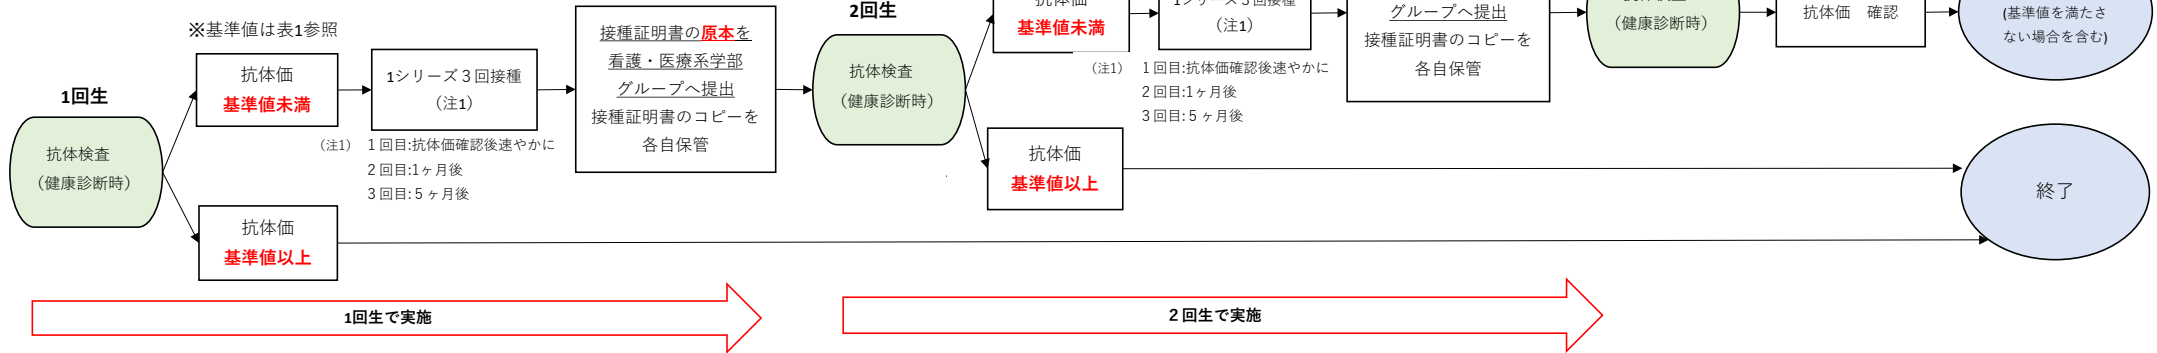 ※基準値は表1参照
1回生
抗体検査
（健康診断時）
抗体価
基準値未満
1シリーズ３回接種
（注1）
（注1） １回目:抗体価確認後速やかに
２回目:1ヶ月後
３回目:５ヶ月後
接種証明書の原本を
看護・医療系学部
グループへ提出
接種証明書のコピーを
各自保管
抗体価
基準値以上
2回生
抗体検査
（健康診断時）
基準値未満
1シリーズ３回接種
（注1）
（注1） １回目:抗体価確認後速やかに
２回目:1ヶ月後
３回目:５ヶ月後
グループへ提出
接種証明書のコピーを
各自保管
（健康診断時）
抗体価　確認
(基準値を満たさ
ない場合を含む)
抗体価
基準値以上
終了
1回生で実施
２回生で実施